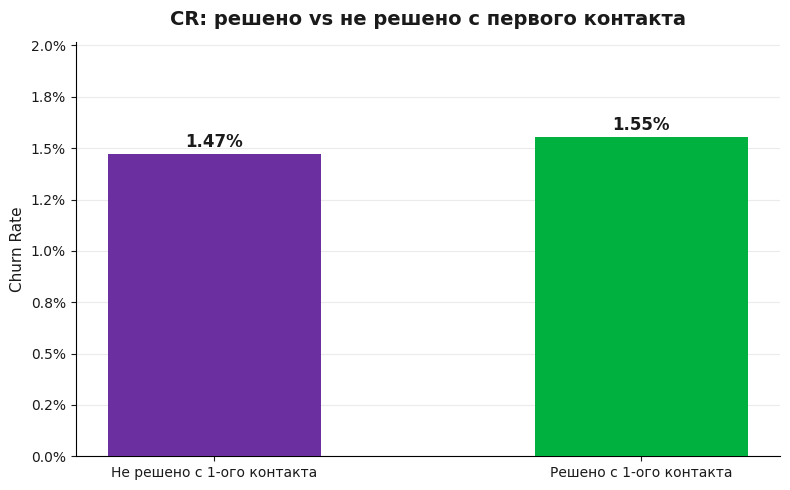 CR: решено vs не решено с первого контакта
2.0%
1.8%
1.5%
1.2%
1.0%
0.8%
0.5%
0.2%
0.0%
Churn Rate
1.47%
1.55%
Не решено с 1-ого контакта
Решено с 1-ого контакта